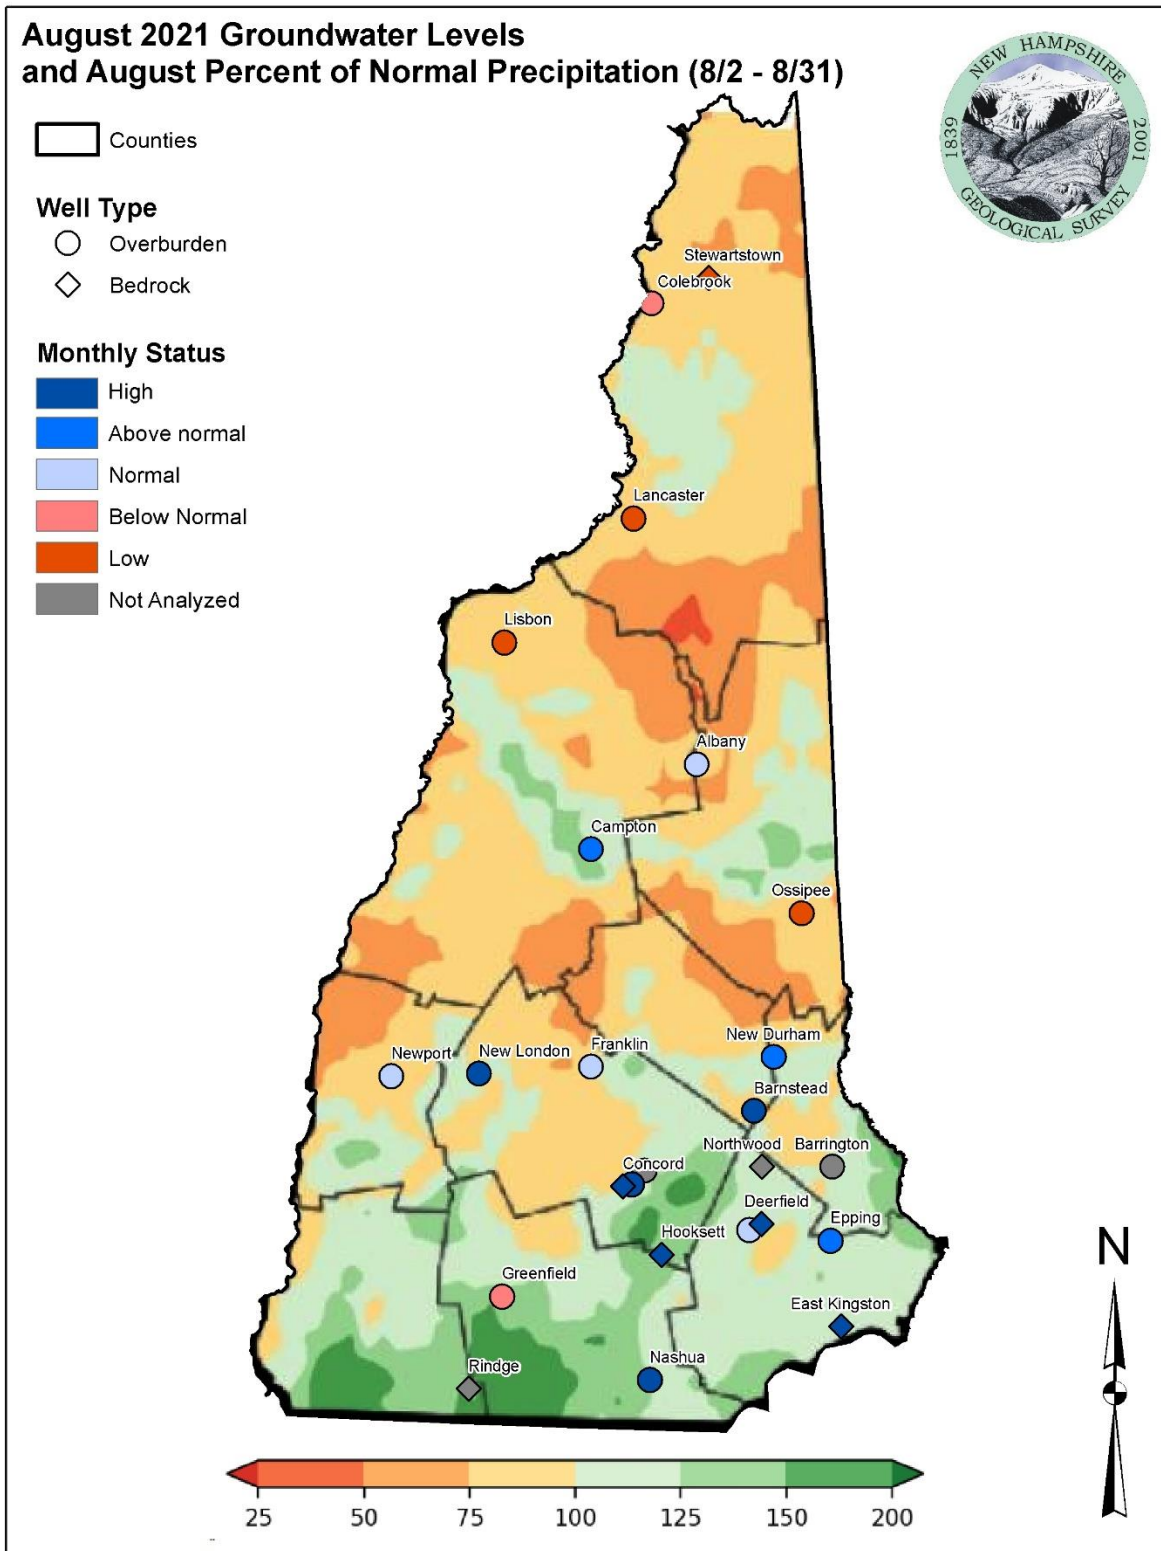 August 2021 Groundwater Levels
and August Percent of Normal Precipitation (8/2 - 8/31)
NEW HAMPSHIRE
1839
2001
GEOLOGICAL SURVEY
Counties
Well Type
Overburden
Bedrock
Monthly Status
High
Above normal
Normal
Below Normal
Low
Not Analyzed
Stewartstown
Colebrook
Lancaster
Lisbon
Albany
Campton
Ossipee
New Durham
Franklin
New London
Newport
Barnstead
Northwood
Barrington
Concord
Deerfield
Epping
Hooksett
Greenfield
East Kingston
Nashua
Rindge
N
25 50 75 100 125 150 200